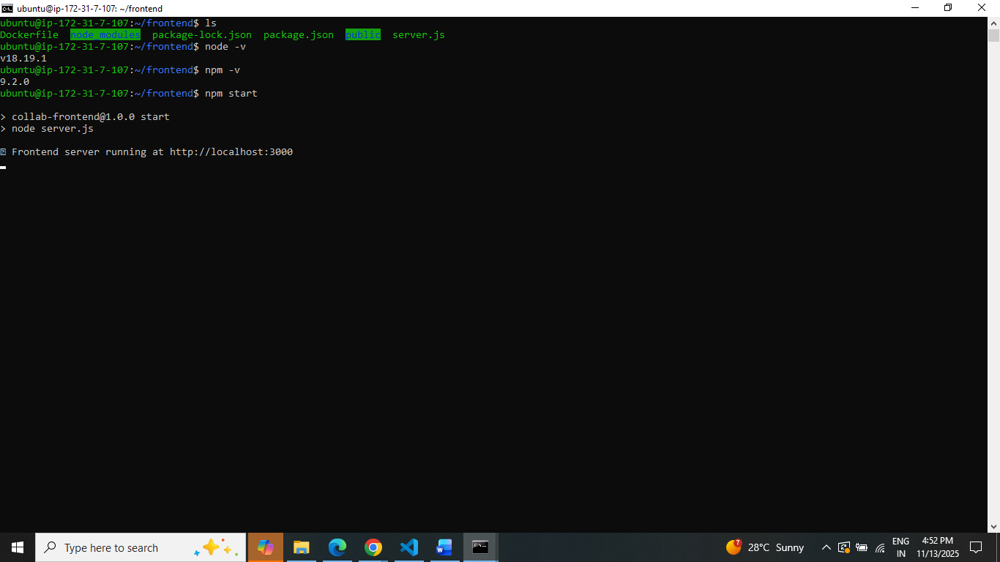 ubuntu@ip-172-31-7-107: ~/frontend
ubuntu@ip-172-31-7-107:~/frontend$ ls
Dockerfile  node_modules  package-lock.json  package.json  public  server.js
ubuntu@ip-172-31-7-107:~/frontend$ node -v
v18.19.1
ubuntu@ip-172-31-7-107:~/frontend$ npm -v
9.2.0
ubuntu@ip-172-31-7-107:~/frontend$ npm start
> collab-frontend@1.0.0 start
> node server.js
Frontend server running at http://localhost:3000
Type here to search
7
28°C Sunny
ENG
IN
4:52 PM
11/13/2025